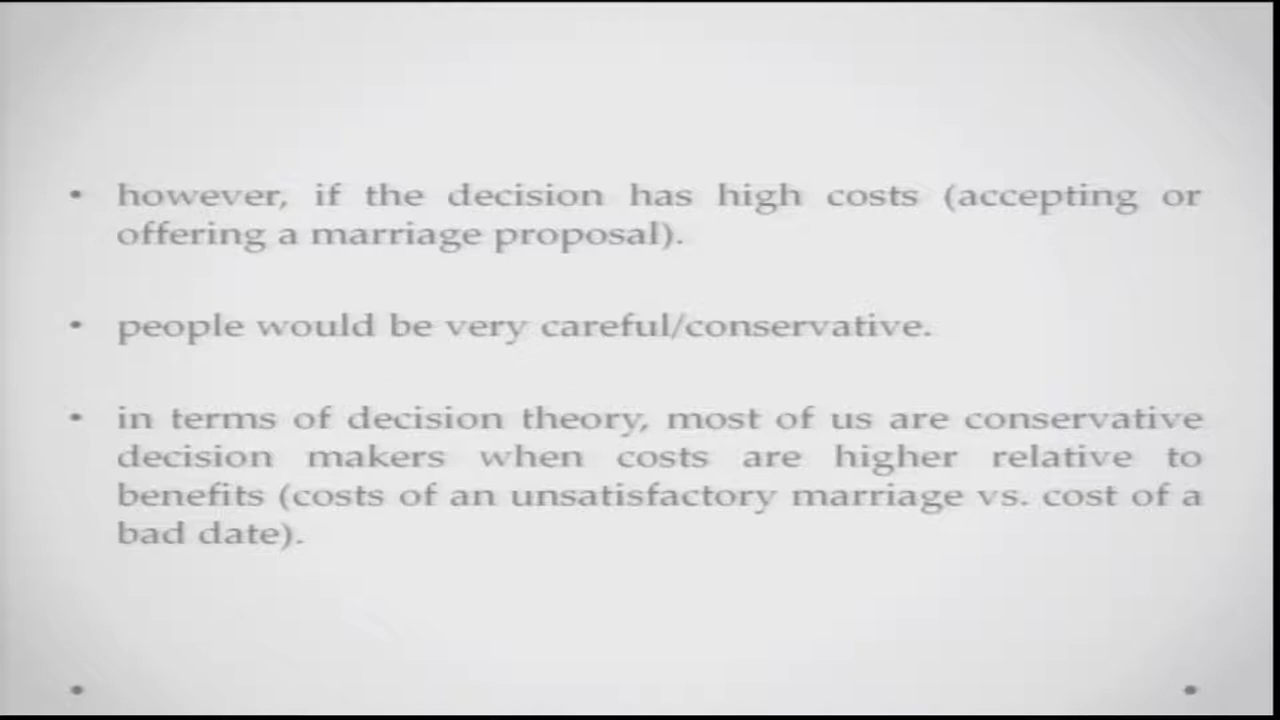 • however, if the decision has high costs (accepting or
offering a marriage proposal).
• people would be very careful/conservative.
• in terms of decision theory, most of us are conservative
decision makers when costs are higher relative to
benefits (costs of an unsatisfactory marriage vs. cost of a
bad date).